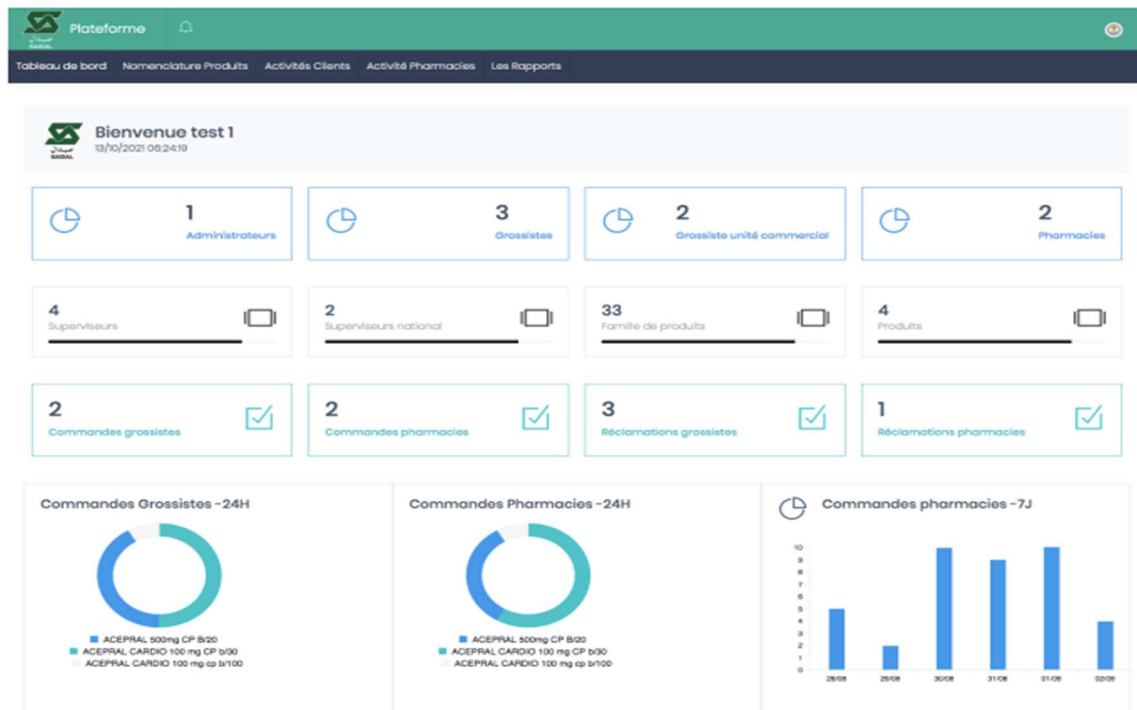 Plateforme
صيدال
SAIDAL
Tableau de bord Nomenclature Produits Activités Clients Activité Pharmacies Les Rapports
Bienvenue test 1
13/10/2021 08:24:19
صيدال
SAIDAL
1
Administrateurs
3
Grossistes
2
Grossiste unité commercial
2
Pharmacies
4
Superviseurs
2
Superviseurs national
33
Famille de produits
4
Produits
2
Commandes grossistes
2
Commandes pharmacies
3
Réclamations grossistes
1
Réclamations pharmacies
Commandes Grossistes -24H
ACEPRAL 500mg CP B/20
ACEPRAL CARDIO 100 mg CP b/30
ACEPRAL CARDIO 100 mg cp b/100
Commandes Pharmacies -24H
ACEPRAL 500mg CP B/20
ACEPRAL CARDIO 100 mg CP b/30
ACEPRAL CARDIO 100 mg cp b/100
Commandes pharmacies -7J
10
9
8
7
6
5
4
3
2
1
0
28/08 29/08 30/08 31/08 01/09 02/09